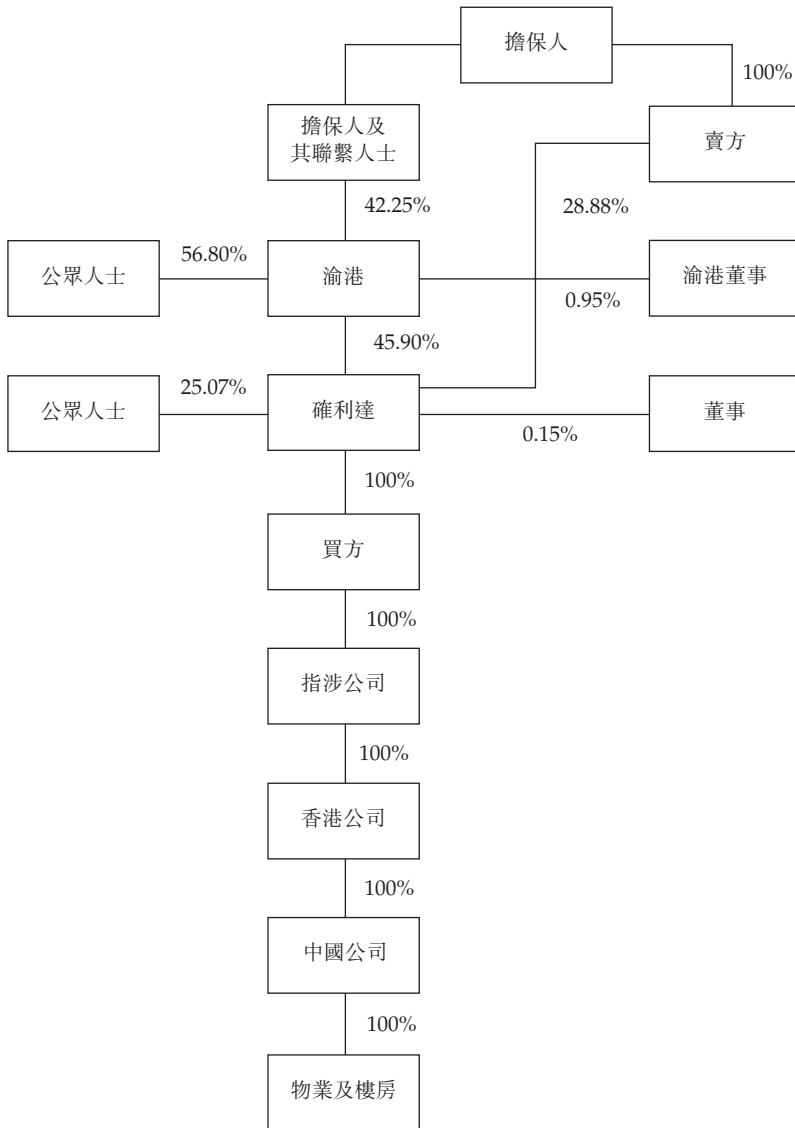 擔保人
100%
擔保人及
其聯繫人士
賣方
42.25%
28.88%
公眾人士
56.80%
渝港
0.95%
渝港董事
45.90%
公眾人士
25.07%
確利達
0.15%
董事
100%
買方
100%
指涉公司
100%
香港公司
100%
中國公司
100%
物業及樓房